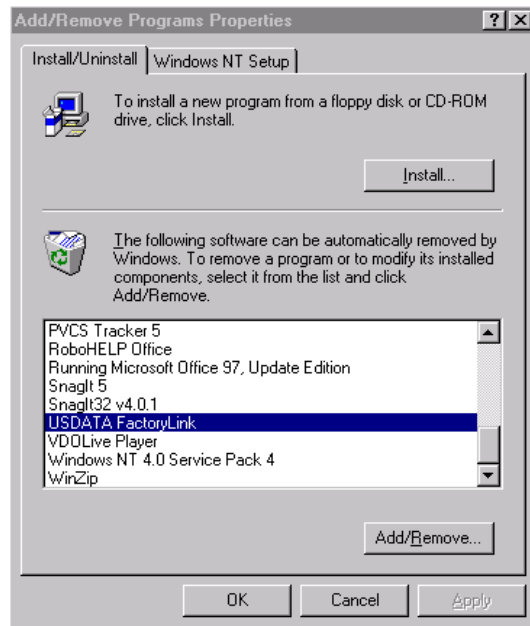 Add/Remove Programs Properties
Install/Uninstall
Windows NT Setup
To install a new program from a floppy disk or CD-ROM
drive, click Install.
Install...
The following software can be automatically removed by
Windows. To remove a program or to modify its installed
components, select it from the list and click
Add/Remove.
PVCS Tracker 5
RoboHELP Office
Running Microsoft Office 97, Update Edition
SnagIt 5
SnagIt32 v4.0.1
USDATA FactoryLink
VDOLive Player
Windows NT 4.0 Service Pack 4
WinZip
Add/Remove...
OK
Cancel
Apply